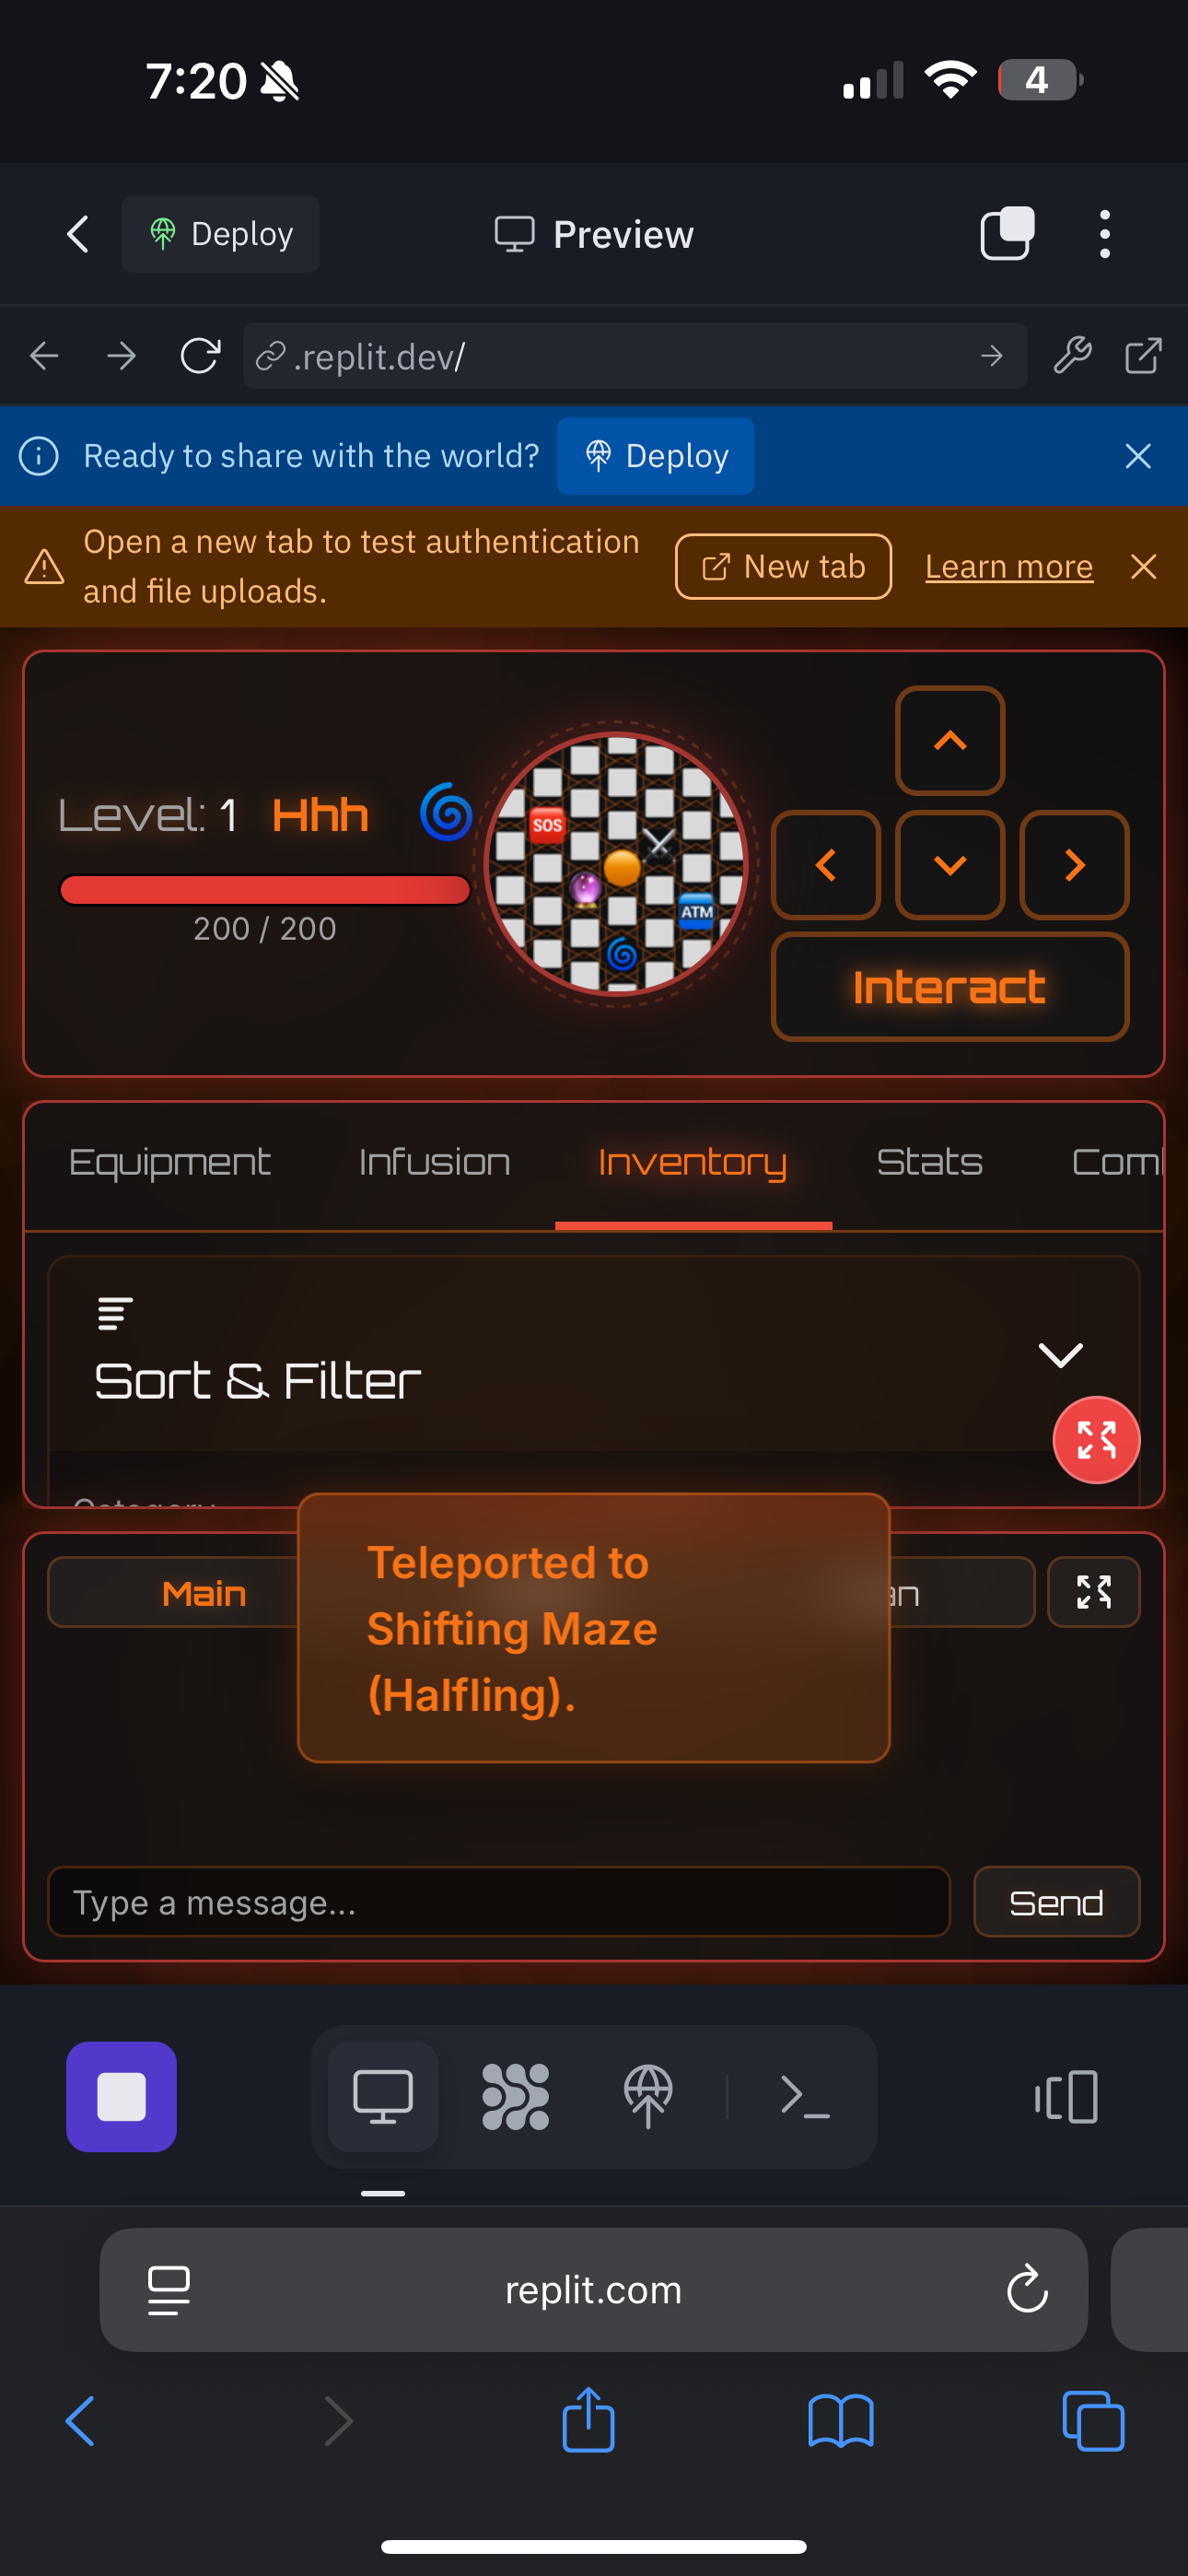 7:20
4
Deploy
Preview
.replit.dev/
Ready to share with the world?
Deploy
Open a new tab to test authentication
and file uploads.
New tab
Learn more
Level: 1 Hhh
200 / 200
SOS
ATM
Interact
Equipment
Infusion
Inventory
Stats
Sort & Filter
Category
Main
Teleported to
Shifting Maze
(Halfling).
Type a message...
Send
replit.com